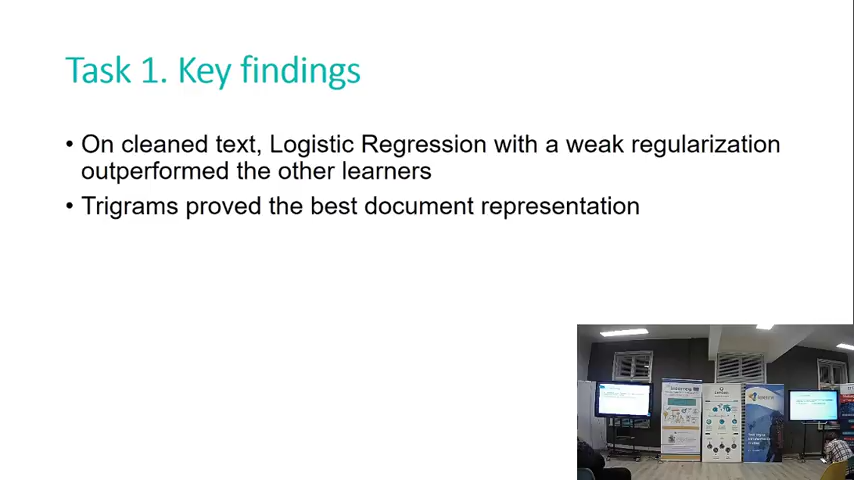 Task 1. Key findings
• On cleaned text, Logistic Regression with a weak regularization
outperformed the other learners
• Trigrams proved the best document representation